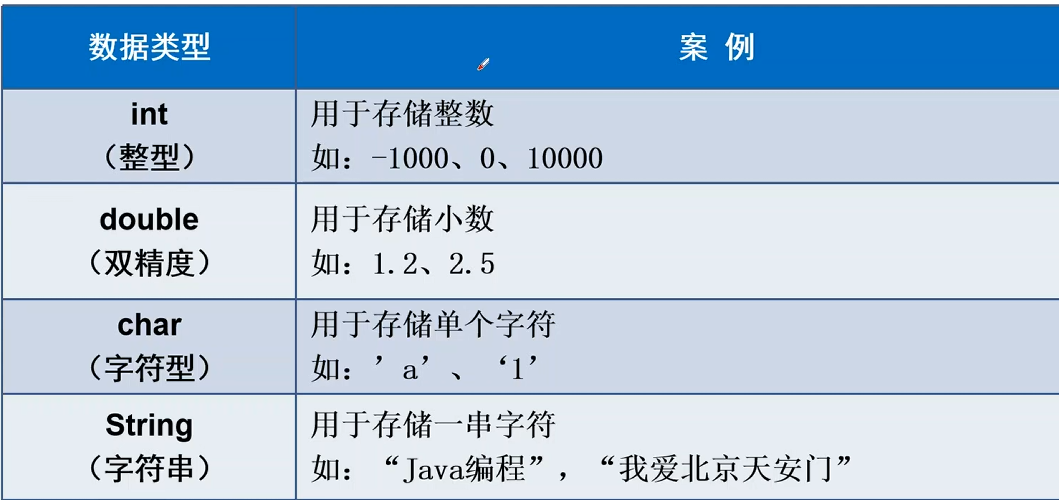 数据类型
案 例
int
(整型)
用于存储整数
如：-1000、0、10000
double
(双精度)
用于存储小数
如：1.2、2.5
char
(字符型)
用于存储单个字符
如：’a’、‘1’
String
(字符串)
用于存储一串字符
如：“Java编程”，“我爱北京天安门”